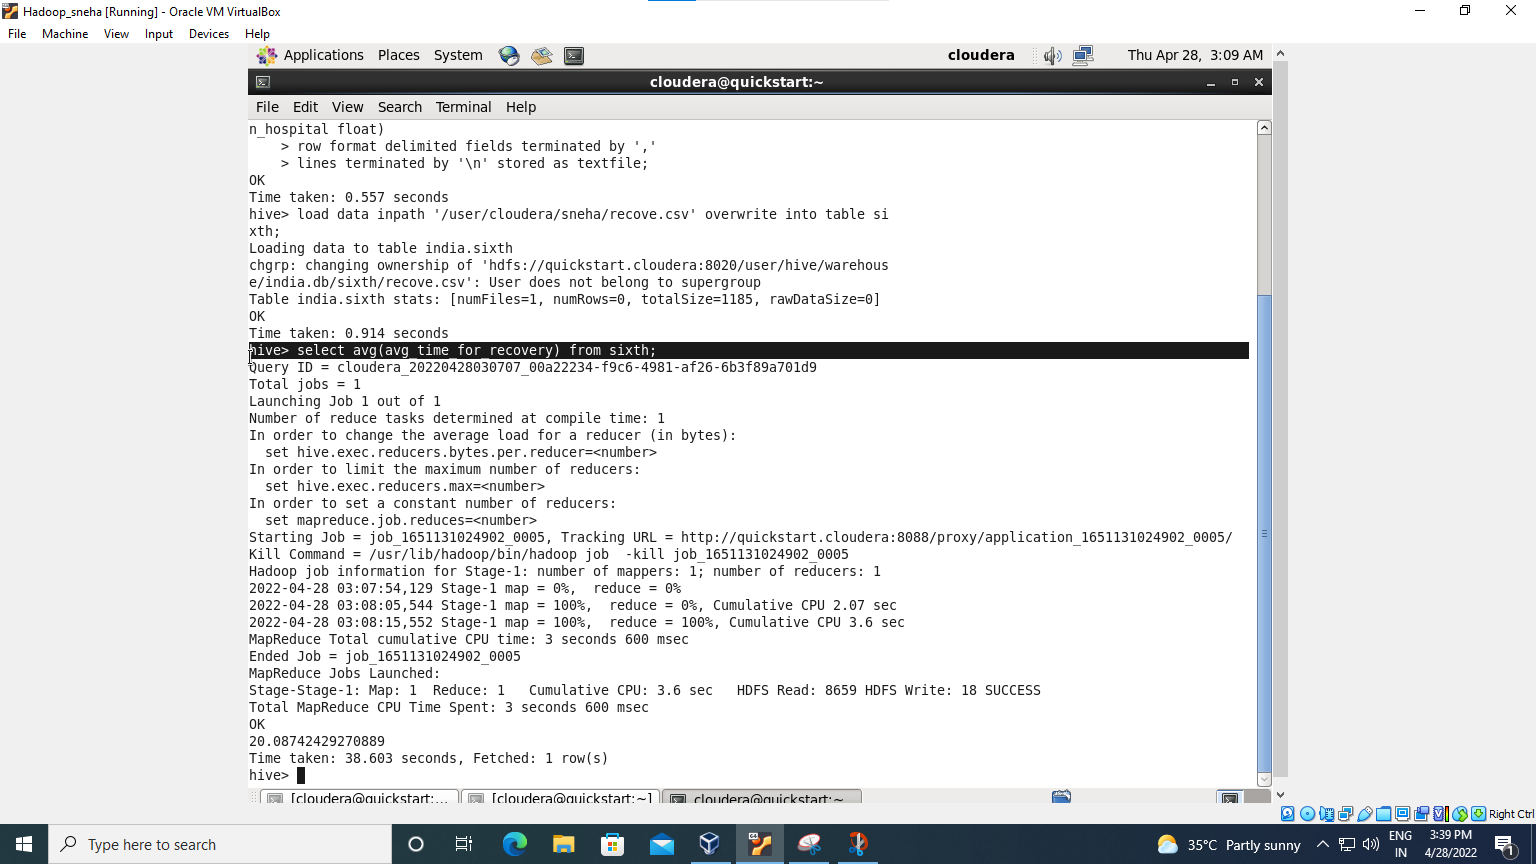 Hadoop_sneha [Running] - Oracle VM VirtualBox
File Machine View Input Devices Help
Applications Places System cloudera Thu Apr 28, 3:09 AM
cloudera@quickstart:~
File Edit View Search Terminal Help
n_hospital float)
    > row format delimited fields terminated by ','
    > lines terminated by '\n' stored as textfile;
OK
Time taken: 0.557 seconds
hive> load data inpath '/user/cloudera/sneha/recove.csv' overwrite into table si
xth;
Loading data to table india.sixth
chgrp: changing ownership of 'hdfs://quickstart.cloudera:8020/user/hive/warehous
e/india.db/sixth/recove.csv': User does not belong to supergroup
Table india.sixth stats: [numFiles=1, numRows=0, totalSize=1185, rawDataSize=0]
OK
Time taken: 0.914 seconds
hive> select avg(avg_time_for_recovery) from sixth;
Query ID = cloudera_20220428030707_00a22234-f9c6-4981-af26-6b3f89a701d9
Total jobs = 1
Launching Job 1 out of 1
Number of reduce tasks determined at compile time: 1
In order to change the average load for a reducer (in bytes):
  set hive.exec.reducers.bytes.per.reducer=<number>
In order to limit the maximum number of reducers:
  set hive.exec.reducers.max=<number>
In order to set a constant number of reducers:
  set mapreduce.job.reduces=<number>
Starting Job = job_1651131024902_0005, Tracking URL = http://quickstart.cloudera:8088/proxy/application_1651131024902_0005/
Kill Command = /usr/lib/hadoop/bin/hadoop job  -kill job_1651131024902_0005
Hadoop job information for Stage-1: number of mappers: 1; number of reducers: 1
2022-04-28 03:07:54,129 Stage-1 map = 0%,  reduce = 0%
2022-04-28 03:08:05,544 Stage-1 map = 100%,  reduce = 0%, Cumulative CPU 2.07 sec
2022-04-28 03:08:15,552 Stage-1 map = 100%,  reduce = 100%, Cumulative CPU 3.6 sec
MapReduce Total cumulative CPU time: 3 seconds 600 msec
Ended Job = job_1651131024902_0005
MapReduce Jobs Launched:
Stage-Stage-1: Map: 1  Reduce: 1   Cumulative CPU: 3.6 sec   HDFS Read: 8659 HDFS Write: 18 SUCCESS
Total MapReduce CPU Time Spent: 3 seconds 600 msec
OK
20.08742429270889
Time taken: 38.603 seconds, Fetched: 1 row(s)
hive>
[cloudera@quickstart:... [cloudera@quickstart:~] cloudera@quickstart:~
Right Ctrl
Type here to search 35°C Partly sunny ENG IN 3:39 PM 4/28/2022 1